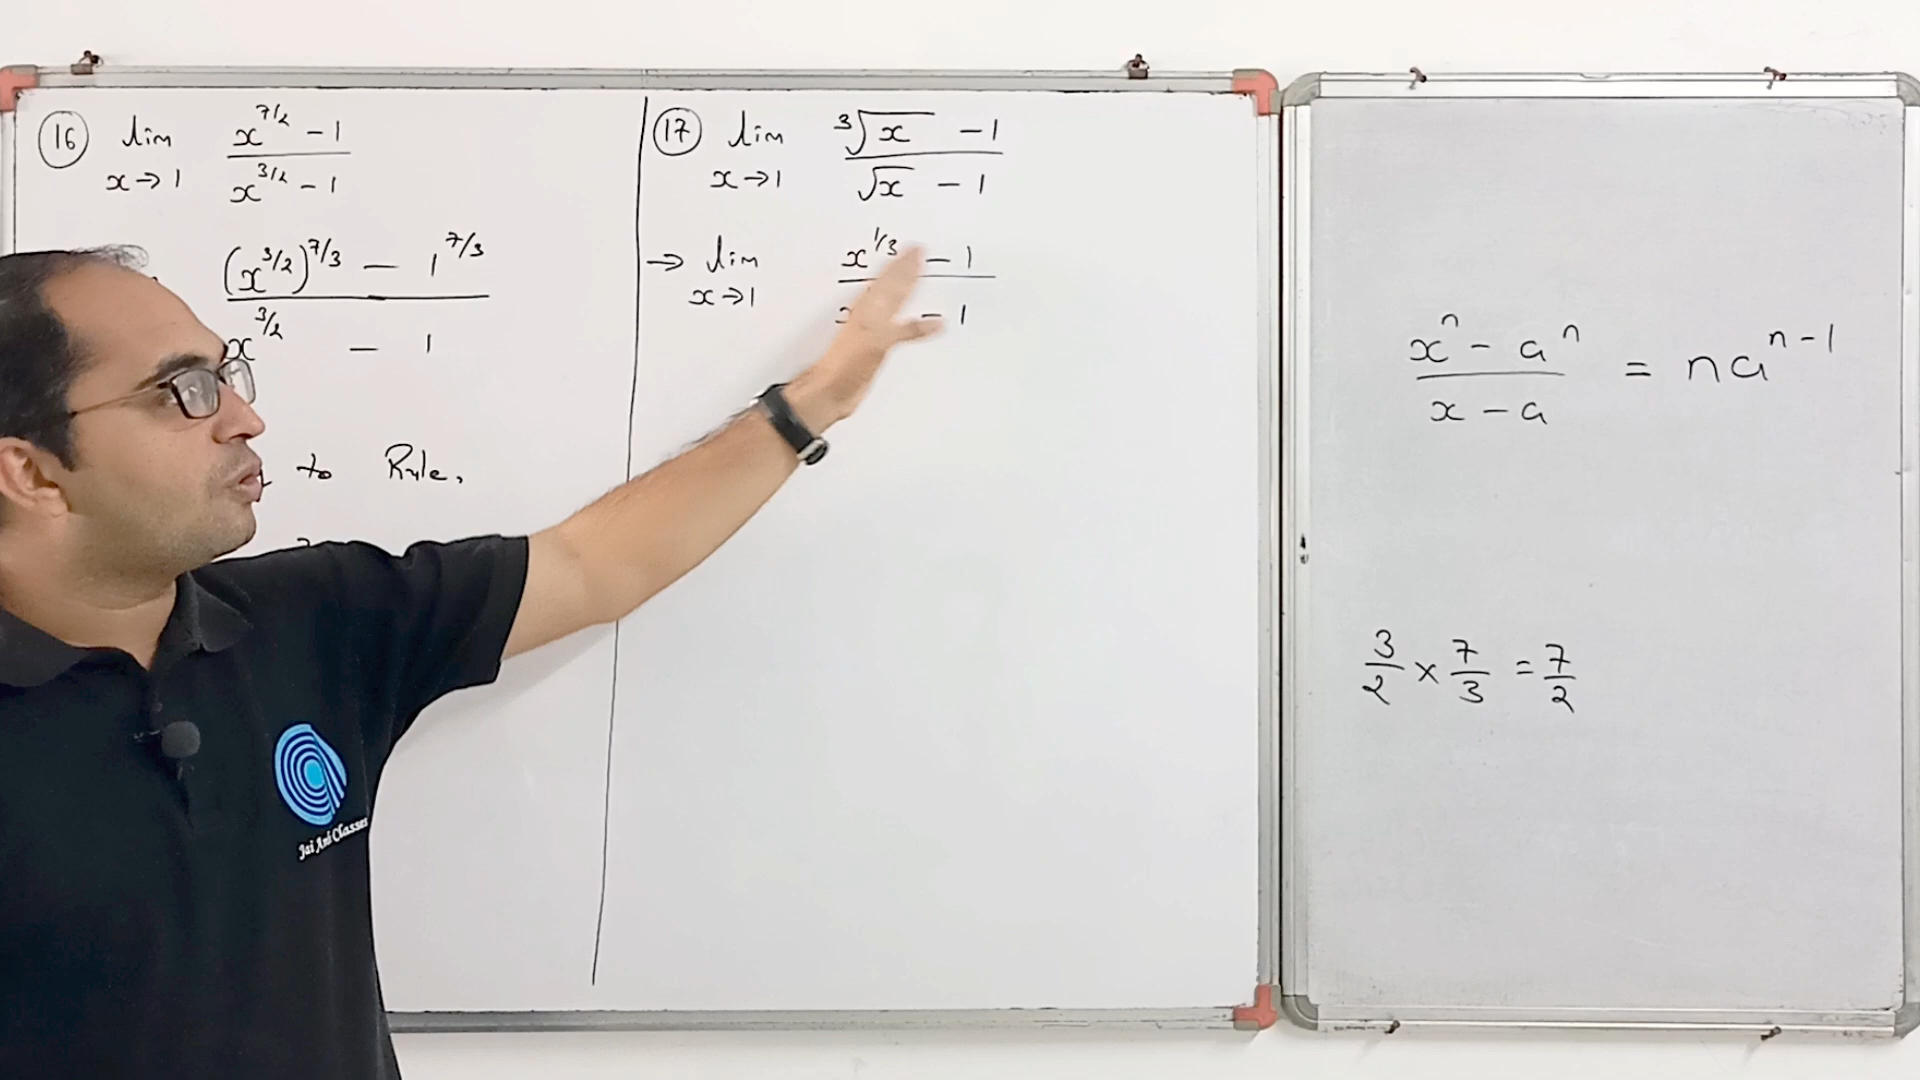 16 lim x→1 (x^{7/2} - 1)/(x^{3/2} - 1)
((x^{3/2})^{7/3} - 1^{7/3})/(x^{3/2} - 1)
to Rule.
17 lim x→1 (∛x - 1)/(√x - 1)
→ lim x→1 x^{1/3} - 1
- 1
(x^n - a^n)/(x - a) = na^{n-1}
3/2 × 7/3 = 7/2
Jai Ani Classes